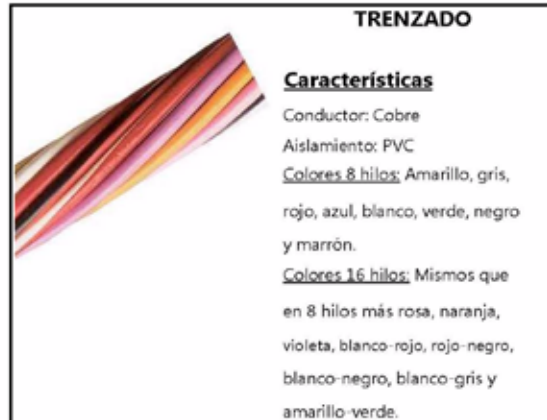 TRENZADO
Características
Conductor: Cobre
Aislamiento: PVC
Colores 8 hilos: Amarillo, gris,
rojo, azul, blanco, verde, negro
y marrón.
Colores 16 hilos: Mismos que
en 8 hilos más rosa, naranja,
violeta, blanco-rojo, rojo-negro,
blanco-negro, blanco-gris y
amarillo-verde.